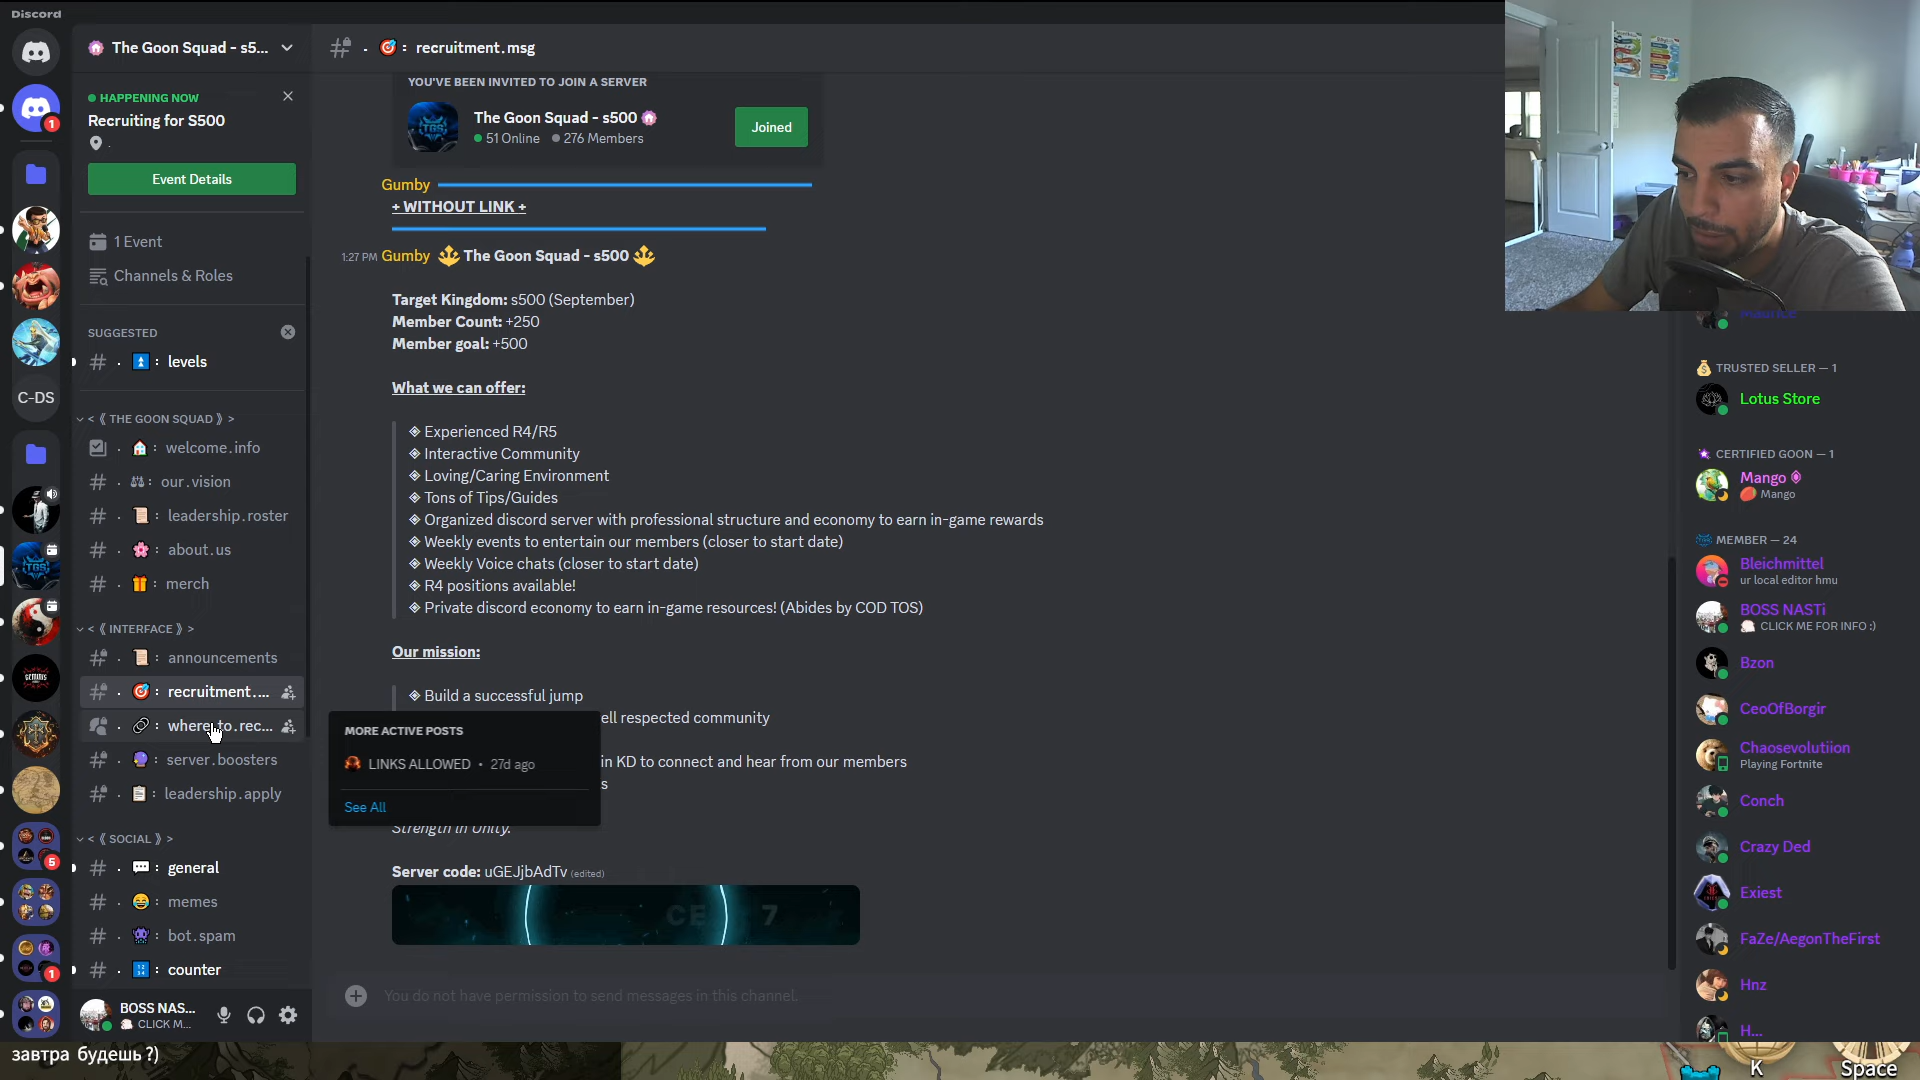 Discord
The Goon Squad - s5...
recruitment.msg
HAPPENING NOW
Recruiting for S500
.
Event Details
1 Event
Channels & Roles
SUGGESTED
levels
< 《 THE GOON SQUAD 》 >
welcome.info
our.vision
leadership.roster
about.us
merch
< 《 INTERFACE 》 >
announcements
recruitment....
where.to.rec...
server.boosters
leadership.apply
< 《 SOCIAL 》 >
general
memes
bot.spam
counter
C-DS
1
5
1
BOSS NAS...
CLICK M...
YOU'VE BEEN INVITED TO JOIN A SERVER
The Goon Squad - s500
51 Online 276 Members
Joined
Gumby
+ WITHOUT LINK +
1:27 PM Gumby The Goon Squad - s500
Target Kingdom: s500 (September)
Member Count: +250
Member goal: +500
What we can offer:
◈ Experienced R4/R5
◈ Interactive Community
◈ Loving/Caring Environment
◈ Tons of Tips/Guides
◈ Organized discord server with professional structure and economy to earn in-game rewards
◈ Weekly events to entertain our members (closer to start date)
◈ Weekly Voice chats (closer to start date)
◈ R4 positions available!
◈ Private discord economy to earn in-game resources! (Abides by COD TOS)
Our mission:
◈ Build a successful jump
ell respected community
in KD to connect and hear from our members
s
Strength in Unity.
MORE ACTIVE POSTS
LINKS ALLOWED • 27d ago
See All
Server code: uGEJjbAdTv (edited)
CE 7
You do not have permission to send messages in this channel.
Maurice
TRUSTED SELLER — 1
Lotus Store
CERTIFIED GOON — 1
Mango
Mango
MEMBER — 24
Bleichmittel
ur local editor hmu
BOSS NASTi
CLICK ME FOR INFO :)
Bzon
CeoOfBorgir
Chaosevolutiion
Playing Fortnite
Conch
Crazy Ded
Exiest
FaZe/AegonTheFirst
Hnz
H...
завтра будешь ?)
K
Space